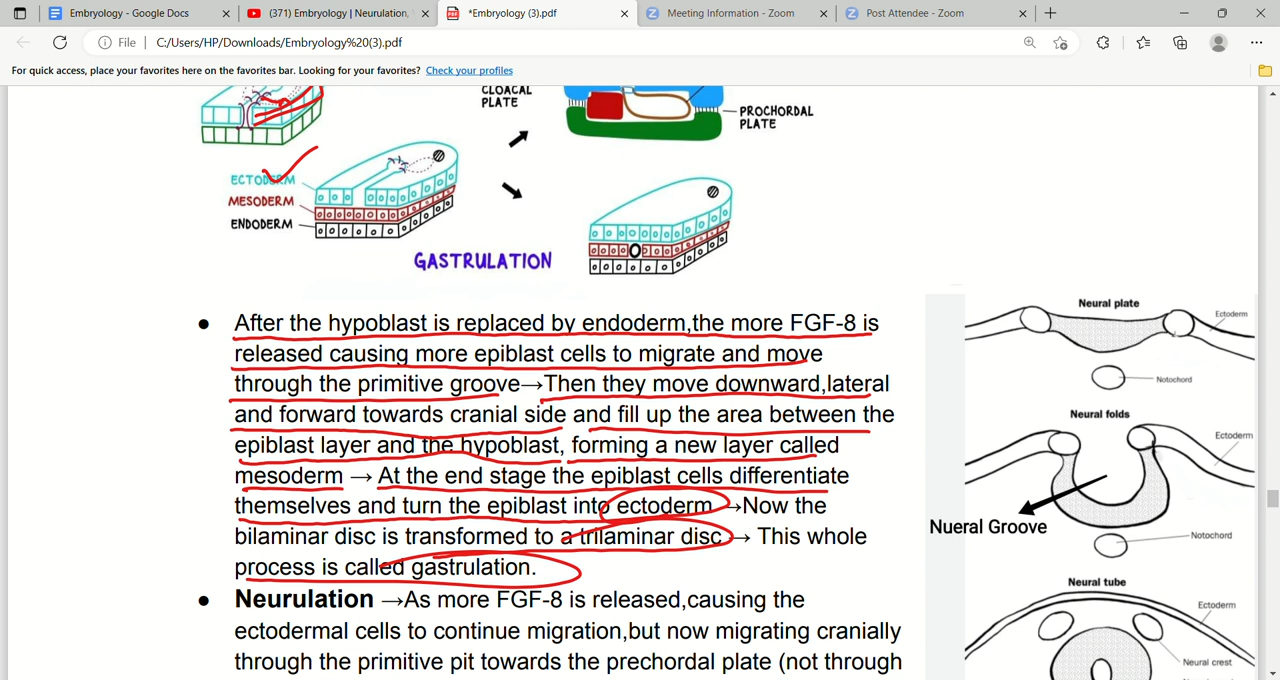 Embryology - Google Docs
(371) Embryology | Neurulation,
*Embryology (3).pdf
Meeting Information - Zoom
Post Attendee - Zoom
File
C:/Users/HP/Downloads/Embryology%20(3).pdf
For quick access, place your favorites here on the favorites bar. Looking for your favorites? Check your profiles
CLOACAL
PLATE
PROCHORDAL
PLATE
ECTODERM
MESODERM
ENDODERM
GASTRULATION
● After the hypoblast is replaced by endoderm,the more FGF-8 is
released causing more epiblast cells to migrate and move
through the primitive groove→Then they move downward,lateral
and forward towards cranial side and fill up the area between the
epiblast layer and the hypoblast, forming a new layer called
mesoderm → At the end stage the epiblast cells differentiate
themselves and turn the epiblast into ectoderm →Now the
bilaminar disc is transformed to a trilaminar disc → This whole
process is called gastrulation.
● Neurulation →As more FGF-8 is released,causing the
ectodermal cells to continue migration,but now migrating cranially
through the primitive pit towards the prechordal plate (not through
Neural plate
Ectoderm
Notochord
Neural folds
Ectoderm
Nueral Groove
Notochord
Neural tube
Ectoderm
Neural crest